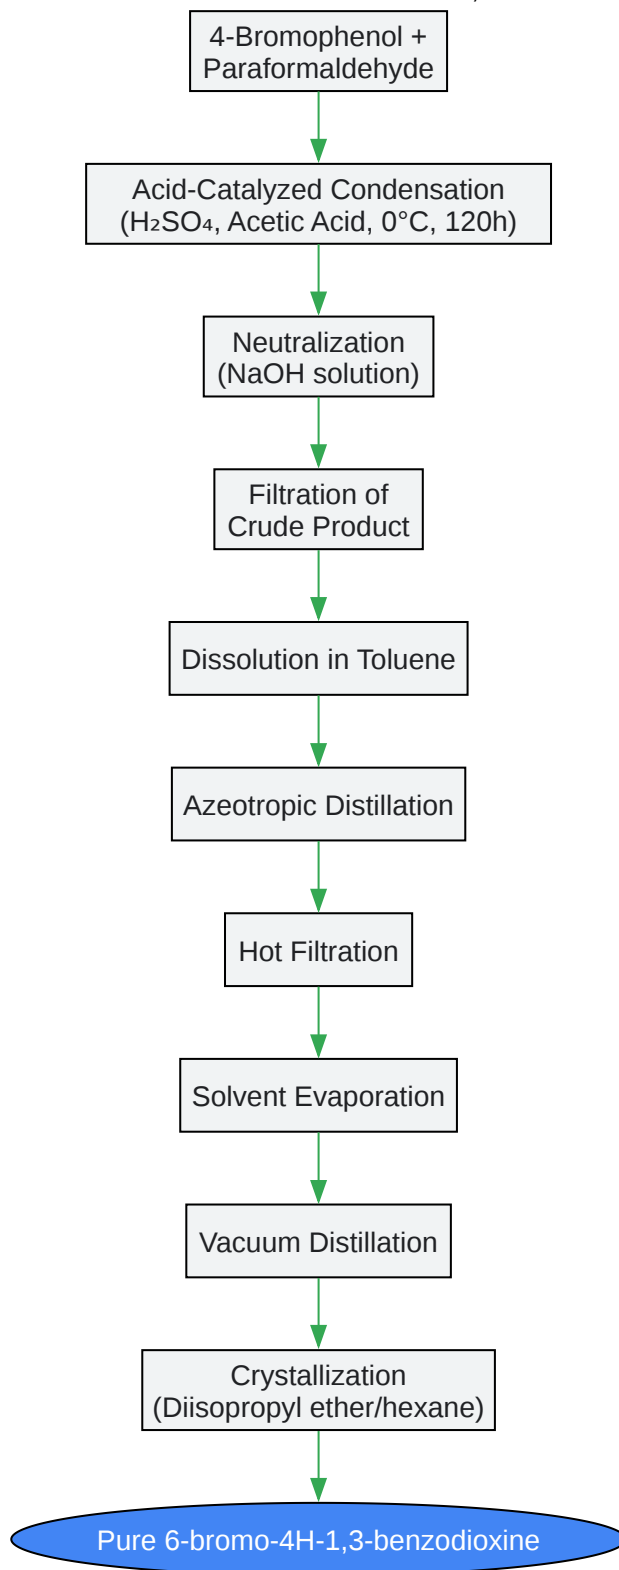 4-Bromophenol +
Paraformaldehyde
Acid-Catalyzed Condensation
(H₂SO₄, Acetic Acid, 0°C, 120h)
Neutralization
(NaOH solution)
Filtration of
Crude Product
Dissolution in Toluene
Azeotropic Distillation
Hot Filtration
Solvent Evaporation
Vacuum Distillation
Crystallization
(Diisopropyl ether/hexane)
Pure 6-bromo-4H-1,3-benzodioxine